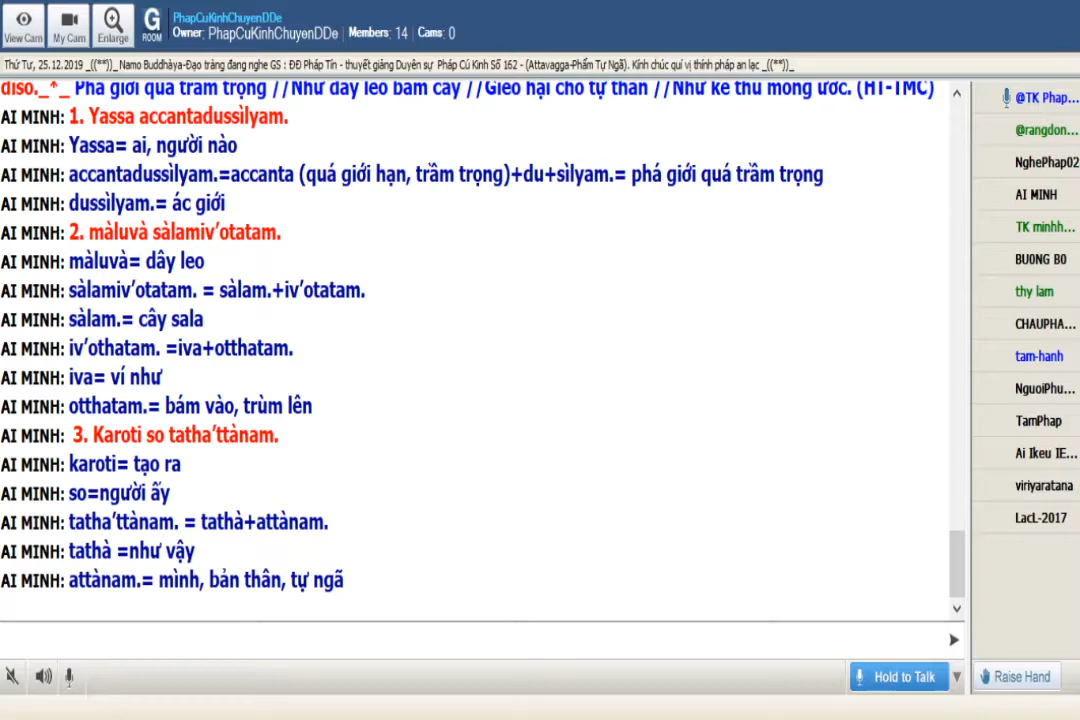 PhapCuKinhChuyenDDe
Owner: PhapCuKinhChuyenDDe Members: 14 Cams: 0
View Cam My Cam Enlarge G ROOM
Thứ Tư, 25.12.2019 _((**))_ Namo Buddhàya-Đạo tràng đang nghe GS : ĐĐ Pháp Tín - thuyết giảng Duyên sự Pháp Cú Kinh Số 162 - (Attavagga-Phẩm Tự Ngã). Kính chúc quí vị thính pháp an lạc _((**))_
diso._*_ Phá giới quá trầm trọng //Như dây leo bám cây //Gieo hại cho tự thân //Như kẻ thù mong ước. (HT-TMC)
AI MINH: 1. Yassa accantadussìlyam.
AI MINH: Yassa= ai, người nào
AI MINH: accantadussìlyam.=accanta (quá giới hạn, trầm trọng)+du+sìlyam.= phá giới quá trầm trọng
AI MINH: dussìlyam.= ác giới
AI MINH: 2. màluvà sàlamiv’otatam.
AI MINH: màluvà= dây leo
AI MINH: sàlamiv’otatam. = sàlam.+iv’otatam.
AI MINH: sàlam.= cây sala
AI MINH: iv’othatam. =iva+otthatam.
AI MINH: iva= ví như
AI MINH: otthatam.= bám vào, trùm lên
AI MINH: 3. Karoti so tatha’ttànam.
AI MINH: karoti= tạo ra
AI MINH: so=người ấy
AI MINH: tatha’ttànam. = tathà+attànam.
AI MINH: tathà =như vậy
AI MINH: attànam.= mình, bản thân, tự ngã
@TK Phap...
@rangdon...
NghePhap02
AI MINH
TK minhh...
BUONG BO
thy lam
CHAUPHA...
tam-hanh
NguoiPhu...
TamPhap
Ai Ikeu IE...
viriyaratana
LacL-2017
Hold to Talk
Raise Hand